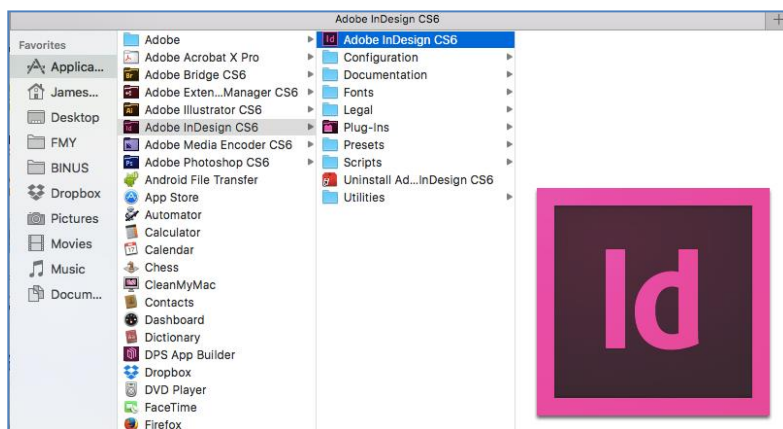 Adobe InDesign CS6
Favorites
Applica...
James...
Desktop
FMY
BINUS
Dropbox
Pictures
Movies
Music
Docum...
Adobe
Adobe Acrobat X Pro
Adobe Bridge CS6
Adobe Exten...Manager CS6
Adobe Illustrator CS6
Adobe InDesign CS6
Adobe Media Encoder CS6
Adobe Photoshop CS6
Android File Transfer
App Store
Automator
Calculator
Calendar
Chess
CleanMyMac
Contacts
Dashboard
Dictionary
DPS App Builder
Dropbox
DVD Player
FaceTime
Firefox
Adobe InDesign CS6
Configuration
Documentation
Fonts
Legal
Plug-Ins
Presets
Scripts
Uninstall Ad...InDesign CS6
Utilities
Id